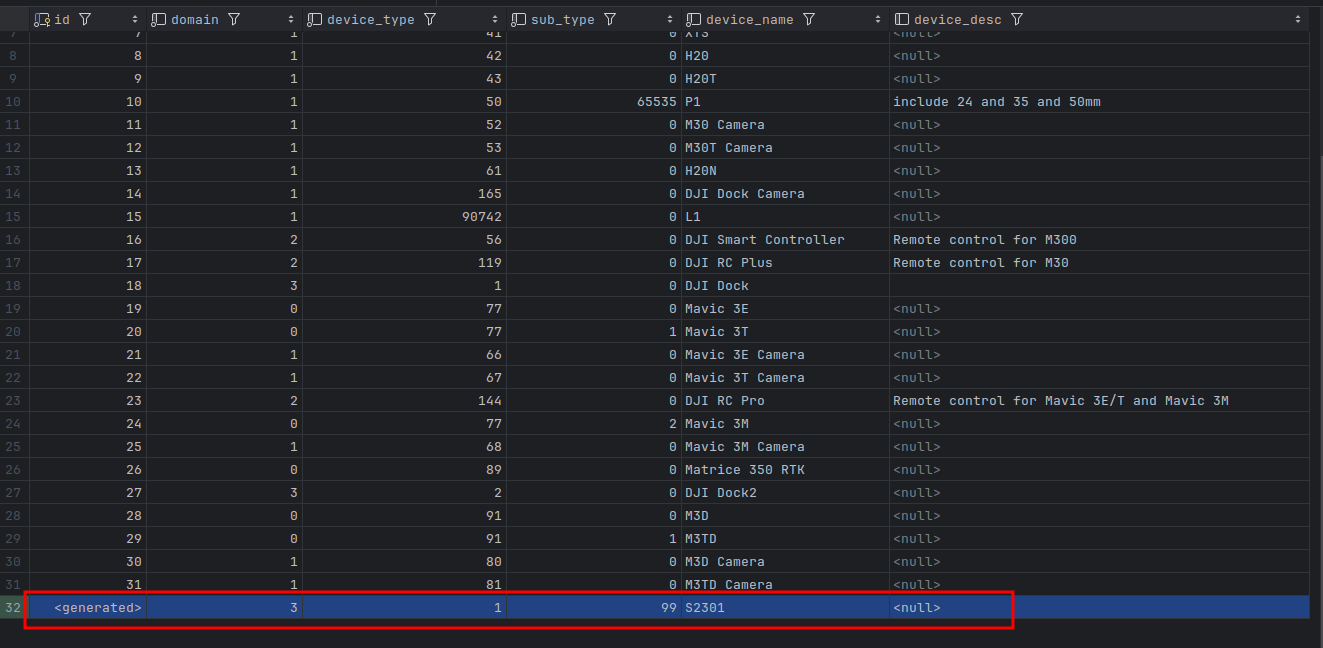 id domain device_type sub_type device_name device_desc
7 7 1 41 0 XTS <null>
8 8 1 42 0 H20 <null>
9 9 1 43 0 H20T <null>
10 10 1 50 65535 P1 include 24 and 35 and 50mm
11 11 1 52 0 M30 Camera <null>
12 12 1 53 0 M30T Camera <null>
13 13 1 61 0 H20N <null>
14 14 1 165 0 DJI Dock Camera <null>
15 15 1 90742 0 L1 <null>
16 16 2 56 0 DJI Smart Controller Remote control for M300
17 17 2 119 0 DJI RC Plus Remote control for M30
18 18 3 1 0 DJI Dock
19 19 0 77 0 Mavic 3E <null>
20 20 0 77 1 Mavic 3T <null>
21 21 1 66 0 Mavic 3E Camera <null>
22 22 1 67 0 Mavic 3T Camera <null>
23 23 2 144 0 DJI RC Pro Remote control for Mavic 3E/T and Mavic 3M
24 24 0 77 2 Mavic 3M <null>
25 25 1 68 0 Mavic 3M Camera <null>
26 26 0 89 0 Matrice 350 RTK <null>
27 27 3 2 0 DJI Dock2 <null>
28 28 0 91 0 M3D <null>
29 29 0 91 1 M3TD <null>
30 30 1 80 0 M3D Camera <null>
31 31 1 81 0 M3TD Camera <null>
32 <generated> 3 1 99 S2301 <null>